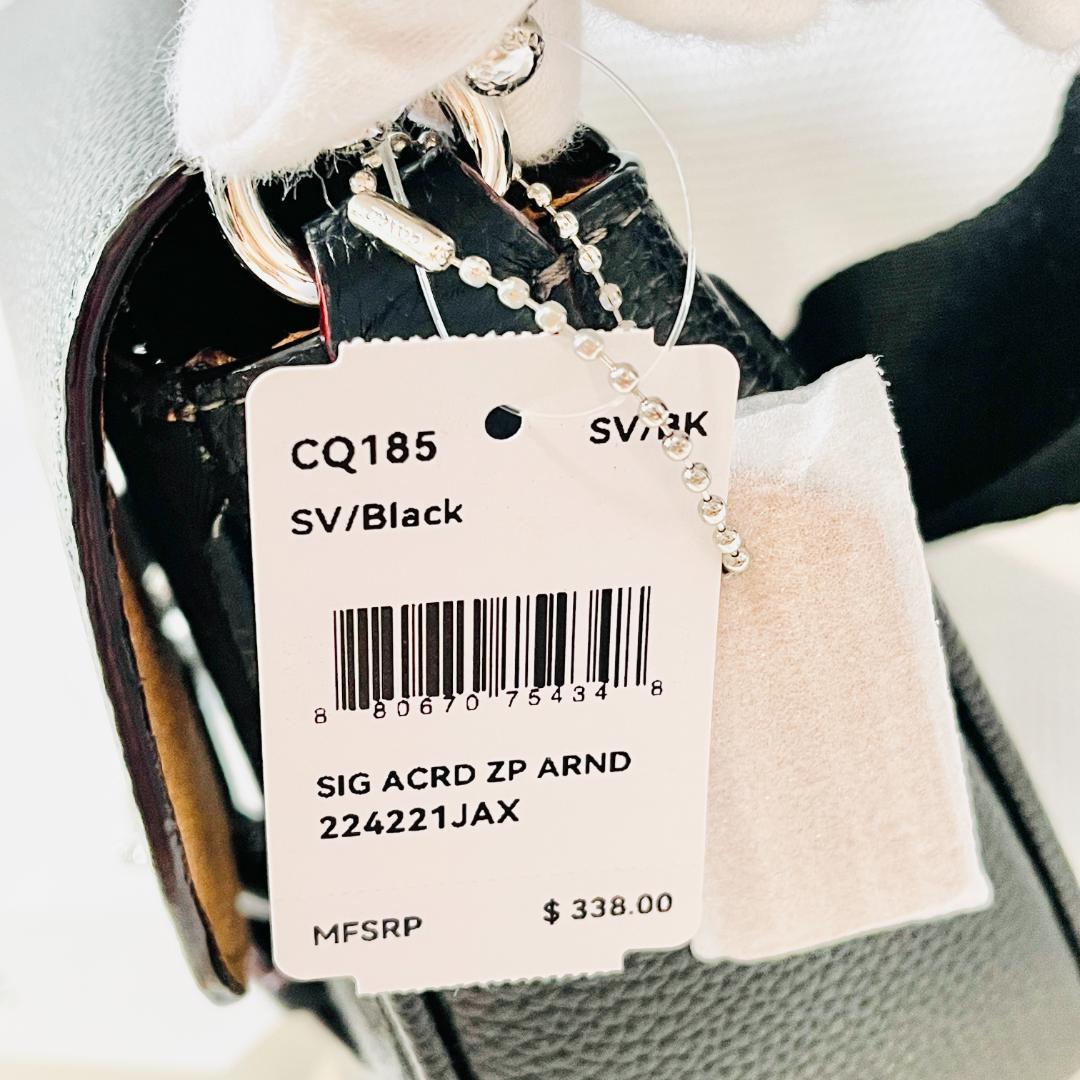 CQ185
SV/BK
SV/Black
8 80670 75434 8
SIG ACRD ZP ARND
224221JAX
MFSRP
$ 338.00